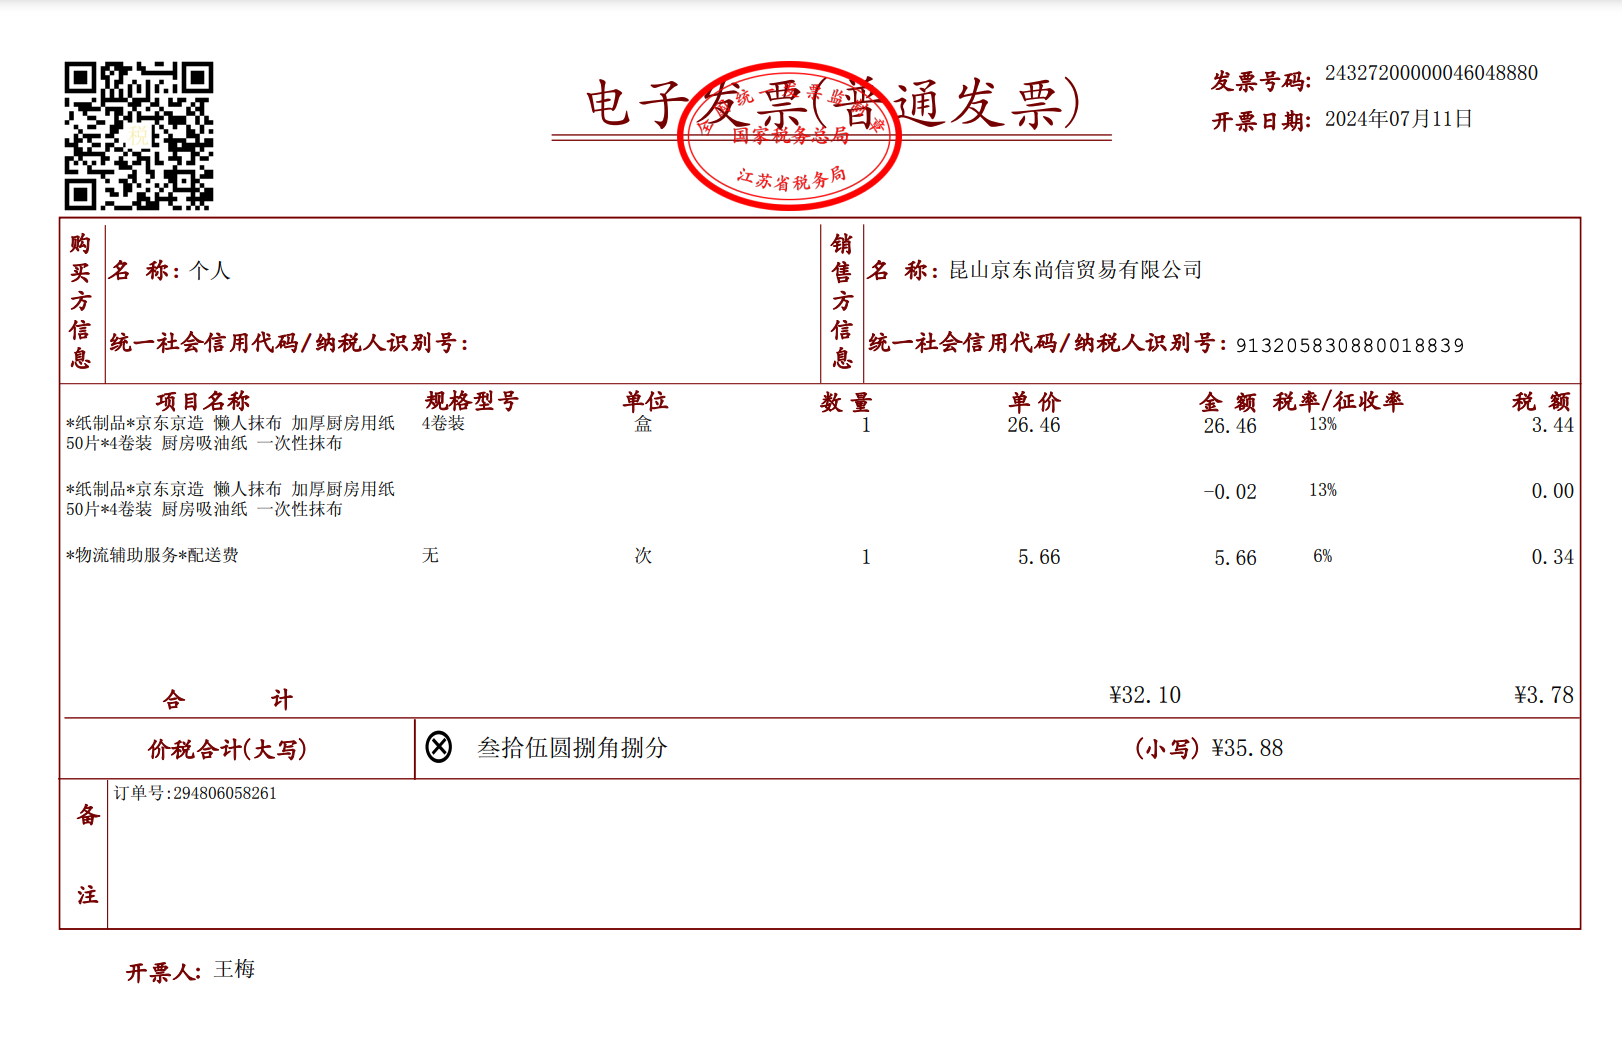 电子发票(普通发票)
全国统一发票监制章
国家税务总局
江苏省税务局
税
发票号码: 24327200000046048880
开票日期: 2024年07月11日
购买方信息
名 称: 个人
统一社会信用代码/纳税人识别号:
销售方信息
名 称: 昆山京东尚信贸易有限公司
统一社会信用代码/纳税人识别号: 913205830880018839
项目名称 规格型号 单位 数量 单价 金额 税率/征收率 税额
*纸制品*京东京造 懒人抹布 加厚厨房用纸 4卷装 盒 1 26.46 26.46 13% 3.44
50片*4卷装 厨房吸油纸 一次性抹布
*纸制品*京东京造 懒人抹布 加厚厨房用纸 -0.02 13% 0.00
50片*4卷装 厨房吸油纸 一次性抹布
*物流辅助服务*配送费 无 次 1 5.66 5.66 6% 0.34
合 计 ¥32.10 ¥3.78
价税合计(大写) ⊗ 叁拾伍圆捌角捌分 (小写) ¥35.88
备注
订单号:294806058261
开票人: 王梅